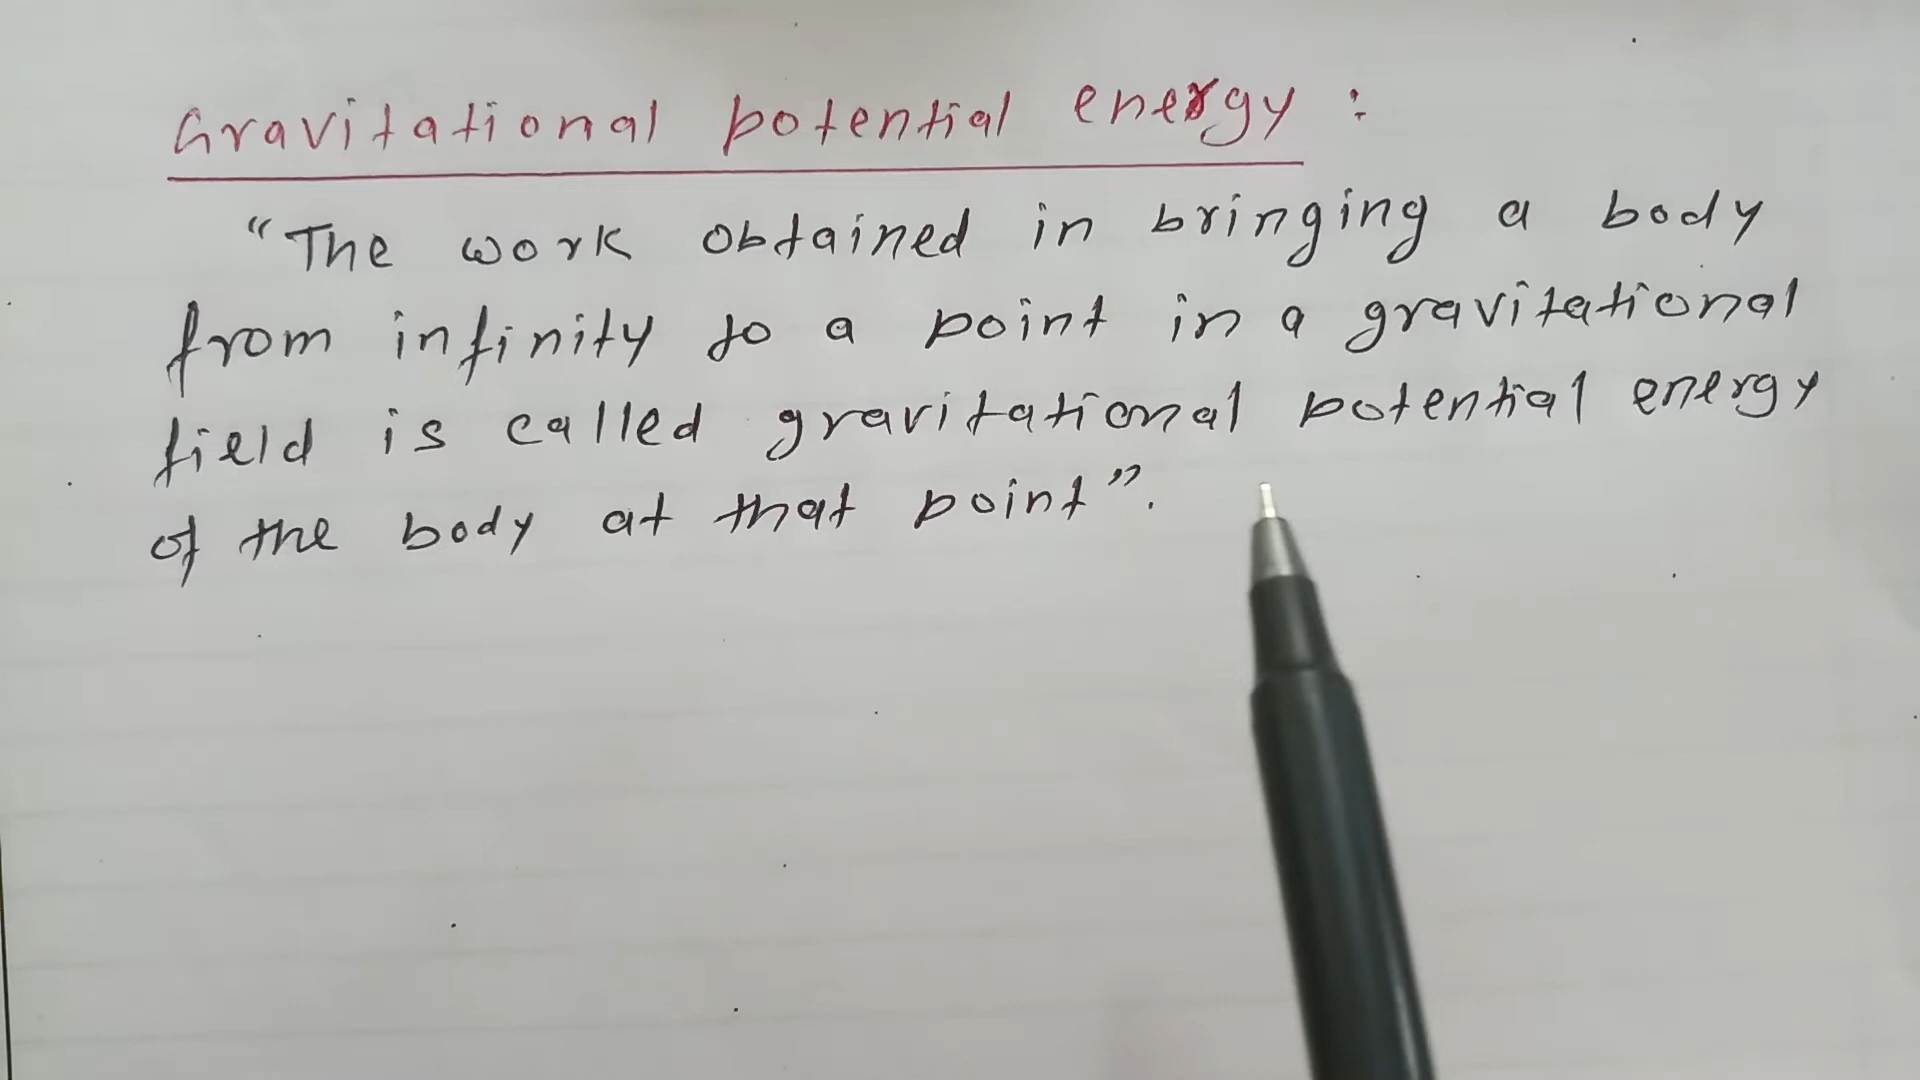 Gravitational potential energy :
"The work obtained in bringing a body
from infinity to a point in a gravitational
field is called gravitational potential energy
of the body at that point".